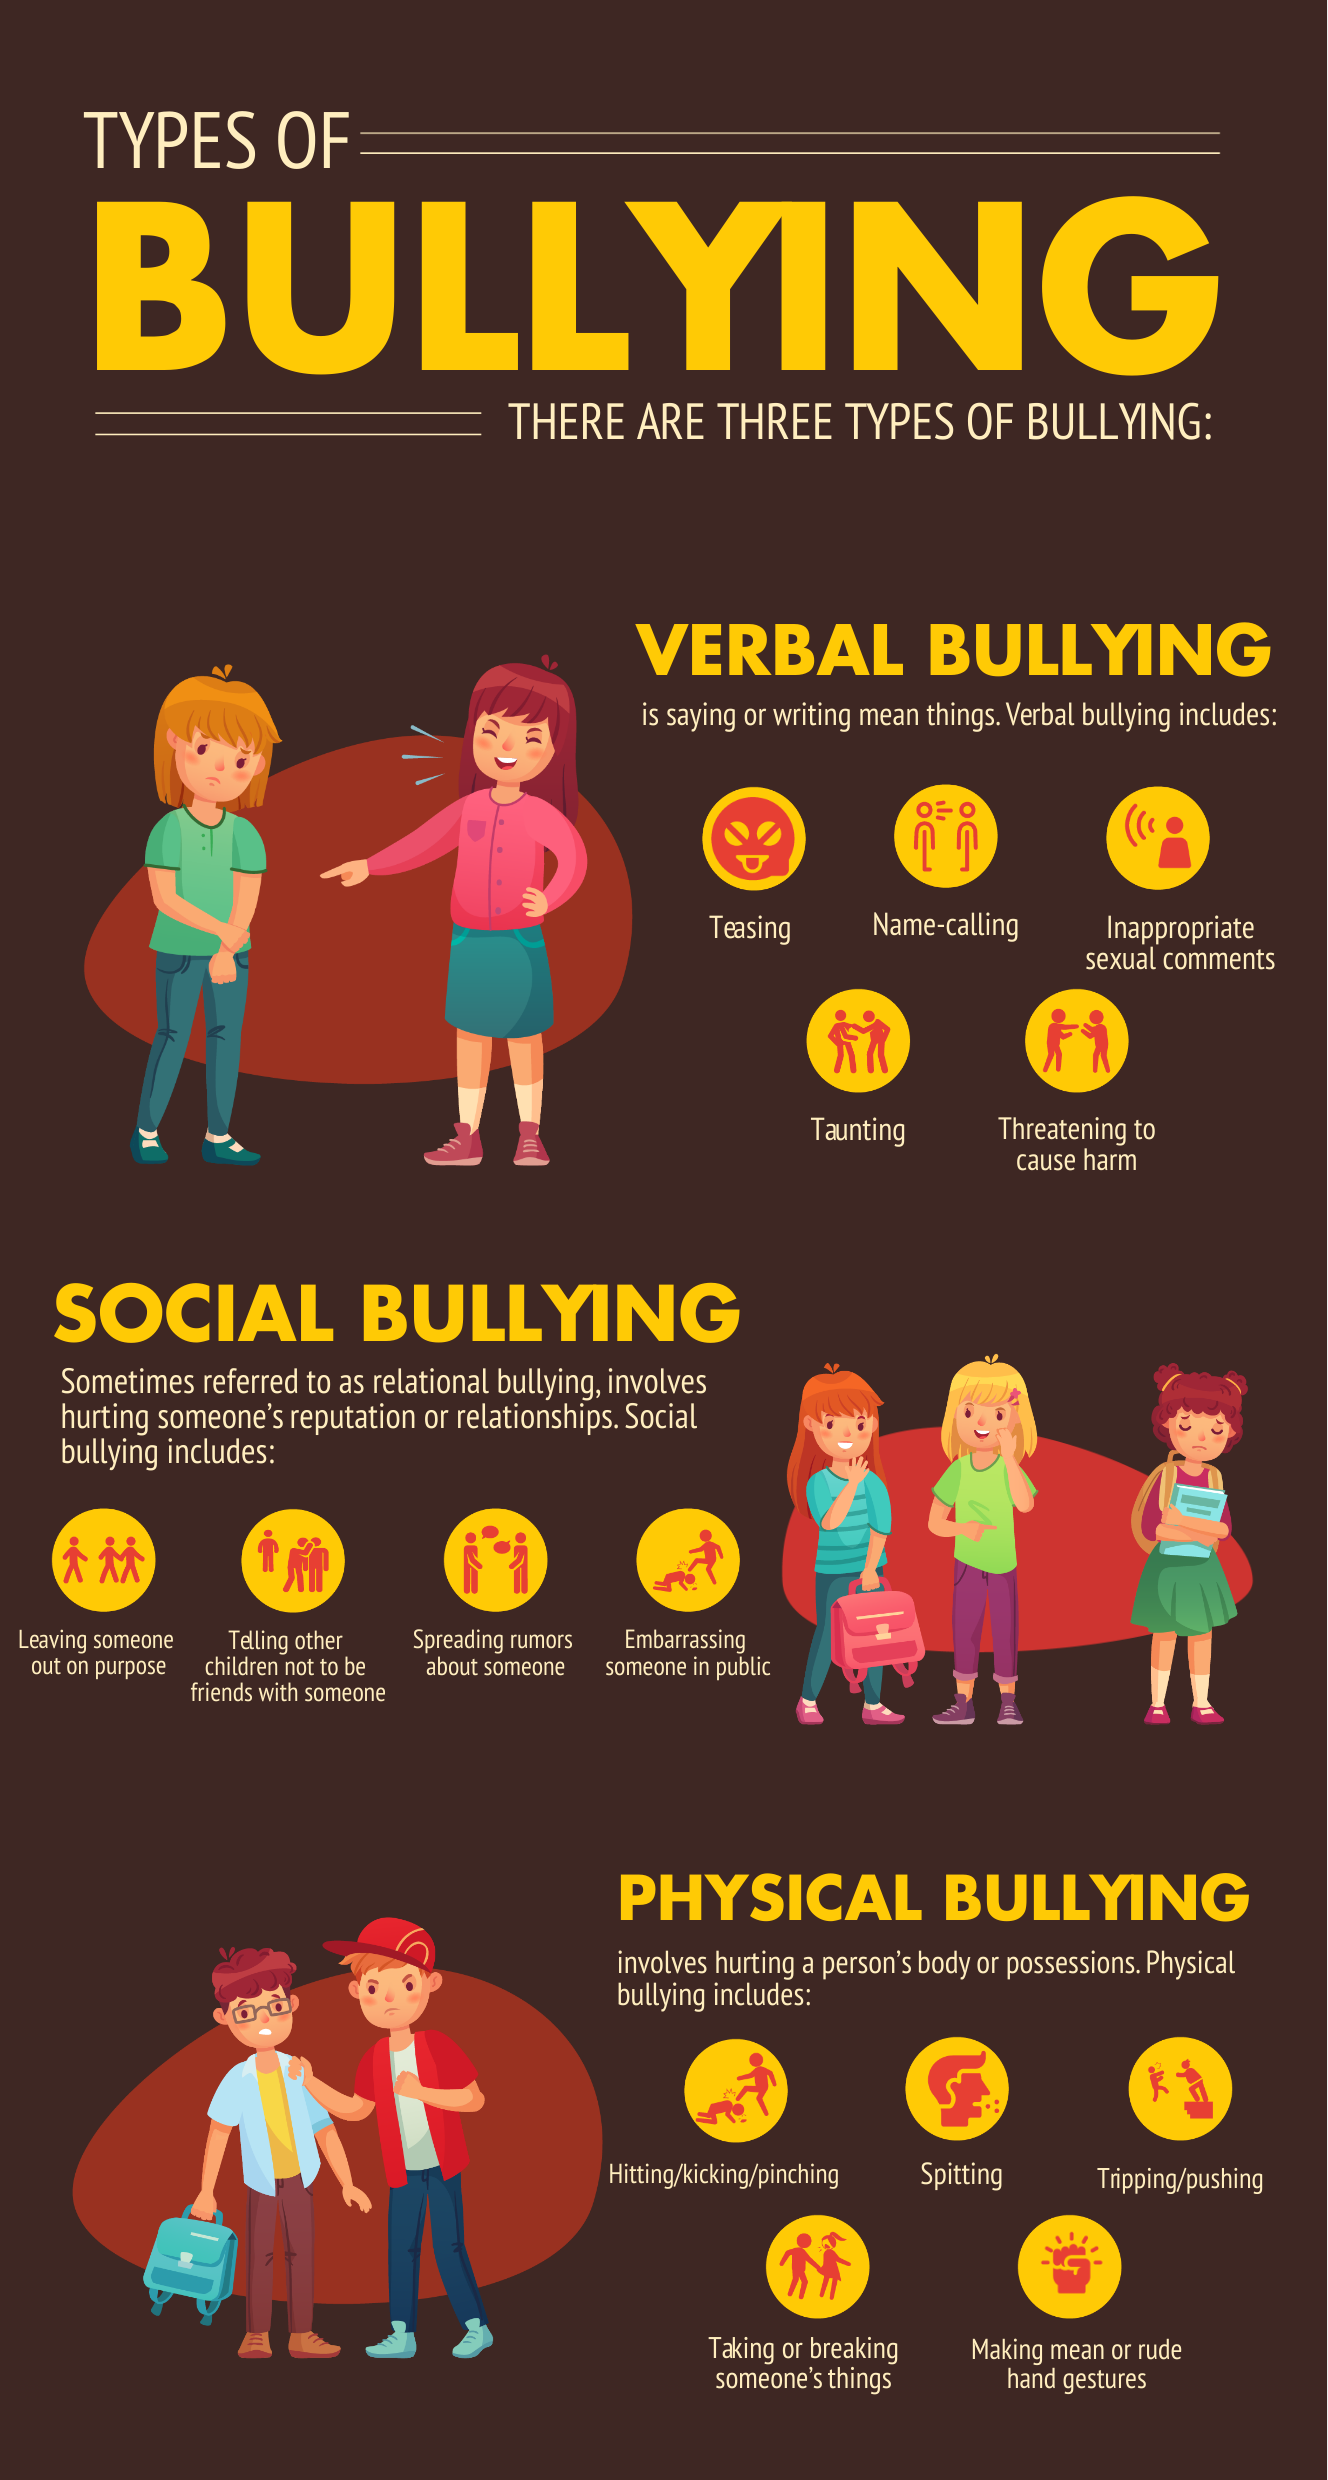 TYPES OF
BULLYING
THERE ARE THREE TYPES OF BULLYING:
VERBAL BULLYING
is saying or writing mean things. Verbal bullying includes:
Teasing
Name-calling
Inappropriate
sexual comments
Taunting
Threatening to
cause harm
SOCIAL BULLYING
Sometimes referred to as relational bullying, involves
hurting someone's reputation or relationships. Social
bullying includes:
Leaving someone
out on purpose
Telling other
children not to be
friends with someone
Spreading rumors
about someone
Embarrassing
someone in public
PHYSICAL BULLYING
involves hurting a person's body or possessions. Physical
bullying includes:
Hitting/kicking/pinching
Spitting
Tripping/pushing
Taking or breaking
someone's things
Making mean or rude
hand gestures